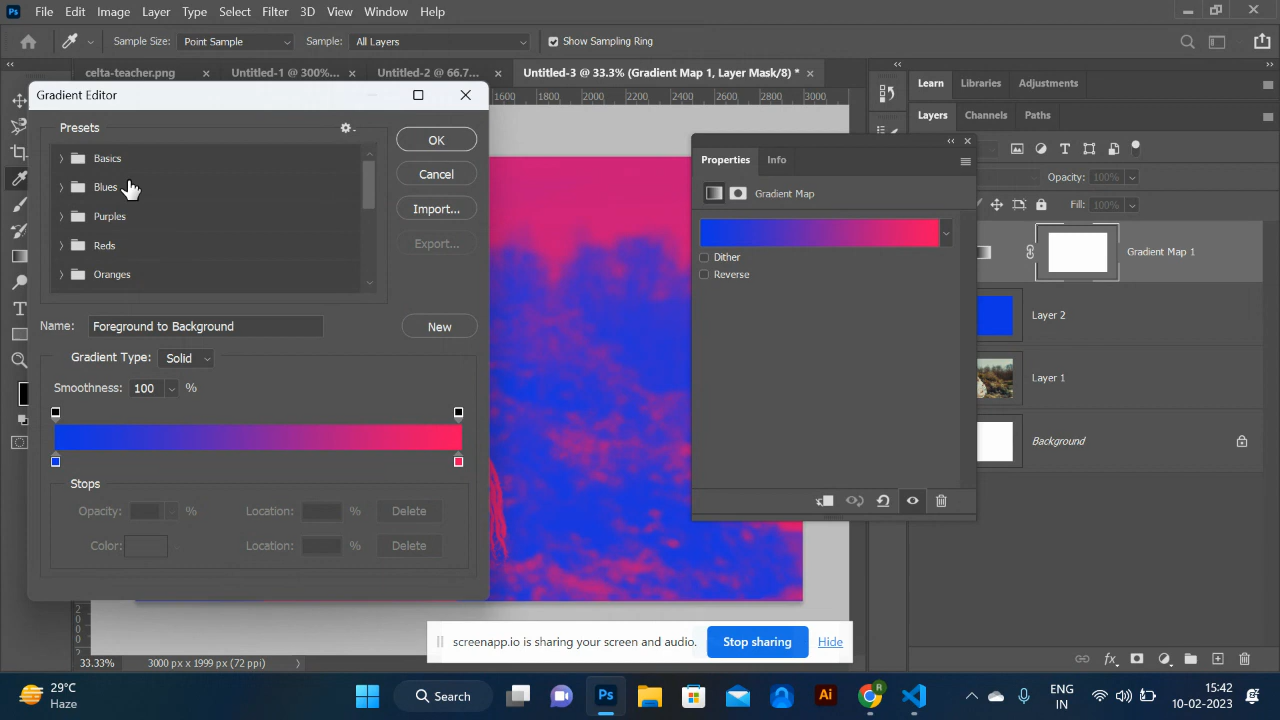 Ps File Edit Image Layer Type Select Filter 3D View Window Help
Sample Size: Point Sample Sample: All Layers Show Sampling Ring
celta-teacher.png × Untitled-1 @ 300%... × Untitled-2 @ 66.7... × Untitled-3 @ 33.3% (Gradient Map 1, Layer Mask/8) * ×
Learn Libraries Adjustments
1600 1800 2000 2200 2400 2600 2800 3000
Layers Channels Paths
Gradient Editor
Presets
Basics
Blues
Purples
Reds
Oranges
OK
Cancel
Import...
Export...
Name: Foreground to Background
New
Gradient Type: Solid
Smoothness: 100 %
Stops
Opacity: % Location: % Delete
Color: Location: % Delete
Properties Info
Gradient Map
Dither
Reverse
Opacity: 100%
Fill: 100%
Gradient Map 1
Layer 2
Layer 1
Background
screenapp.io is sharing your screen and audio. Stop sharing Hide
33.33% 3000 px x 1999 px (72 ppi)
29°C
Haze
Search
Ps
Ai
ENG
IN
15:42
10-02-2023